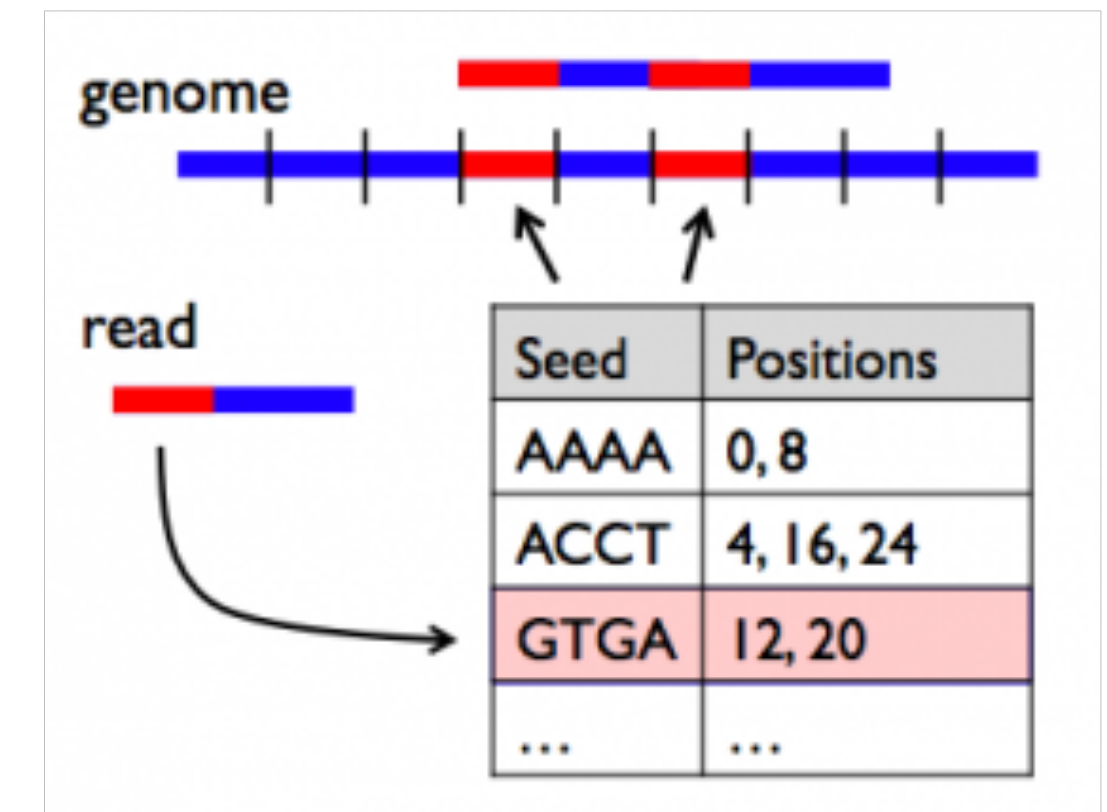 genome
read
Seed Positions
AAAA 0, 8
ACCT 4, 16, 24
GTGA 12, 20
... ...